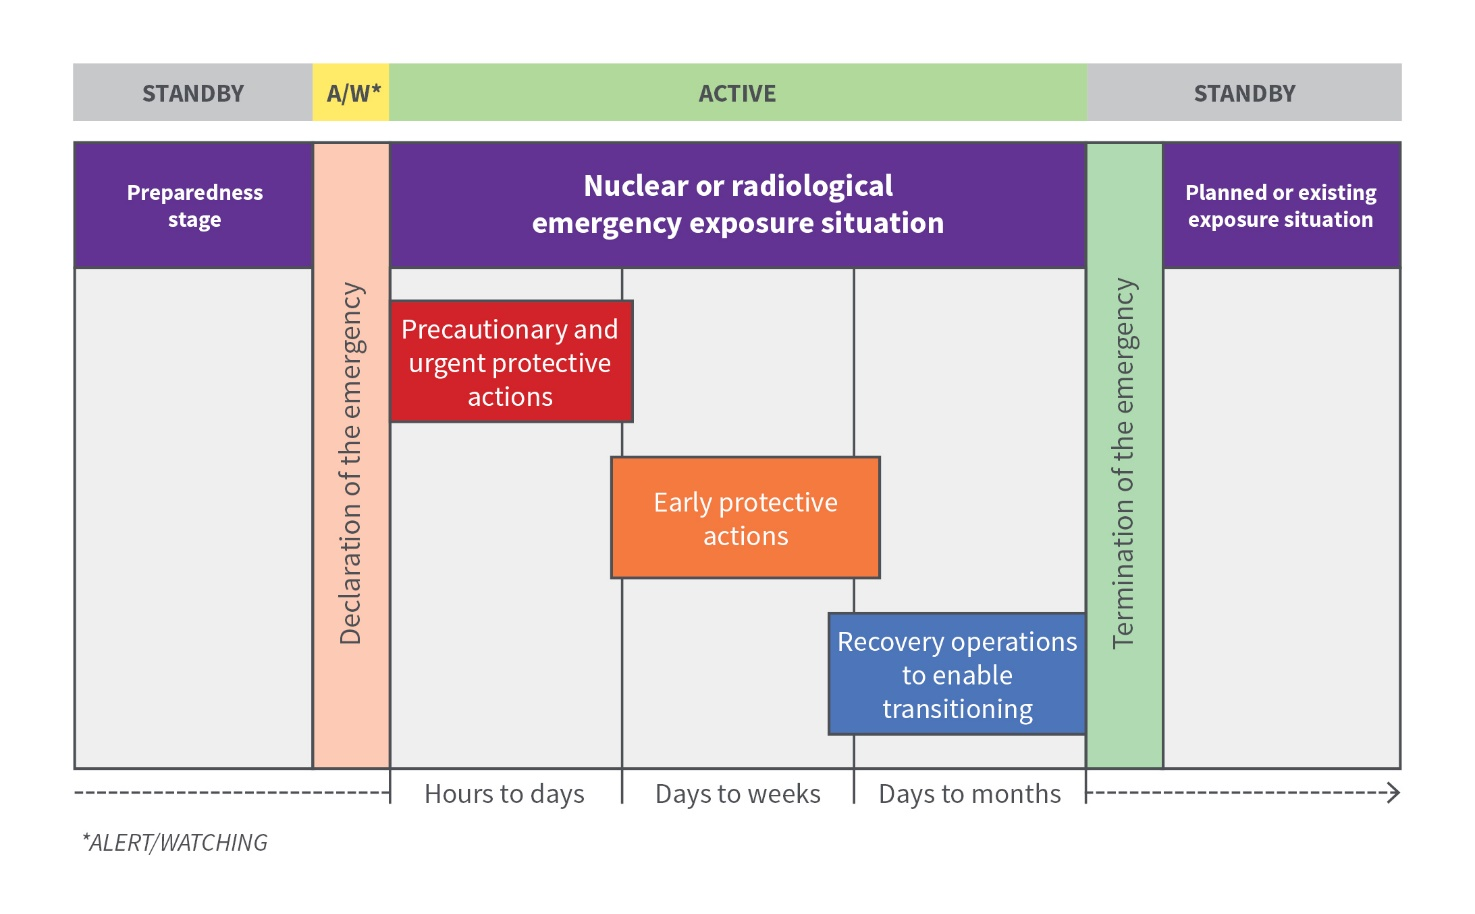 STANDBY
A/W*
ACTIVE
STANDBY
Preparedness
stage
Declaration of the emergency
Nuclear or radiological
emergency exposure situation
Termination of the emergency
Planned or existing
exposure situation
Precautionary and
urgent protective
actions
Early protective
actions
Recovery operations
to enable
transitioning
Hours to days
Days to weeks
Days to months
*ALERT/WATCHING